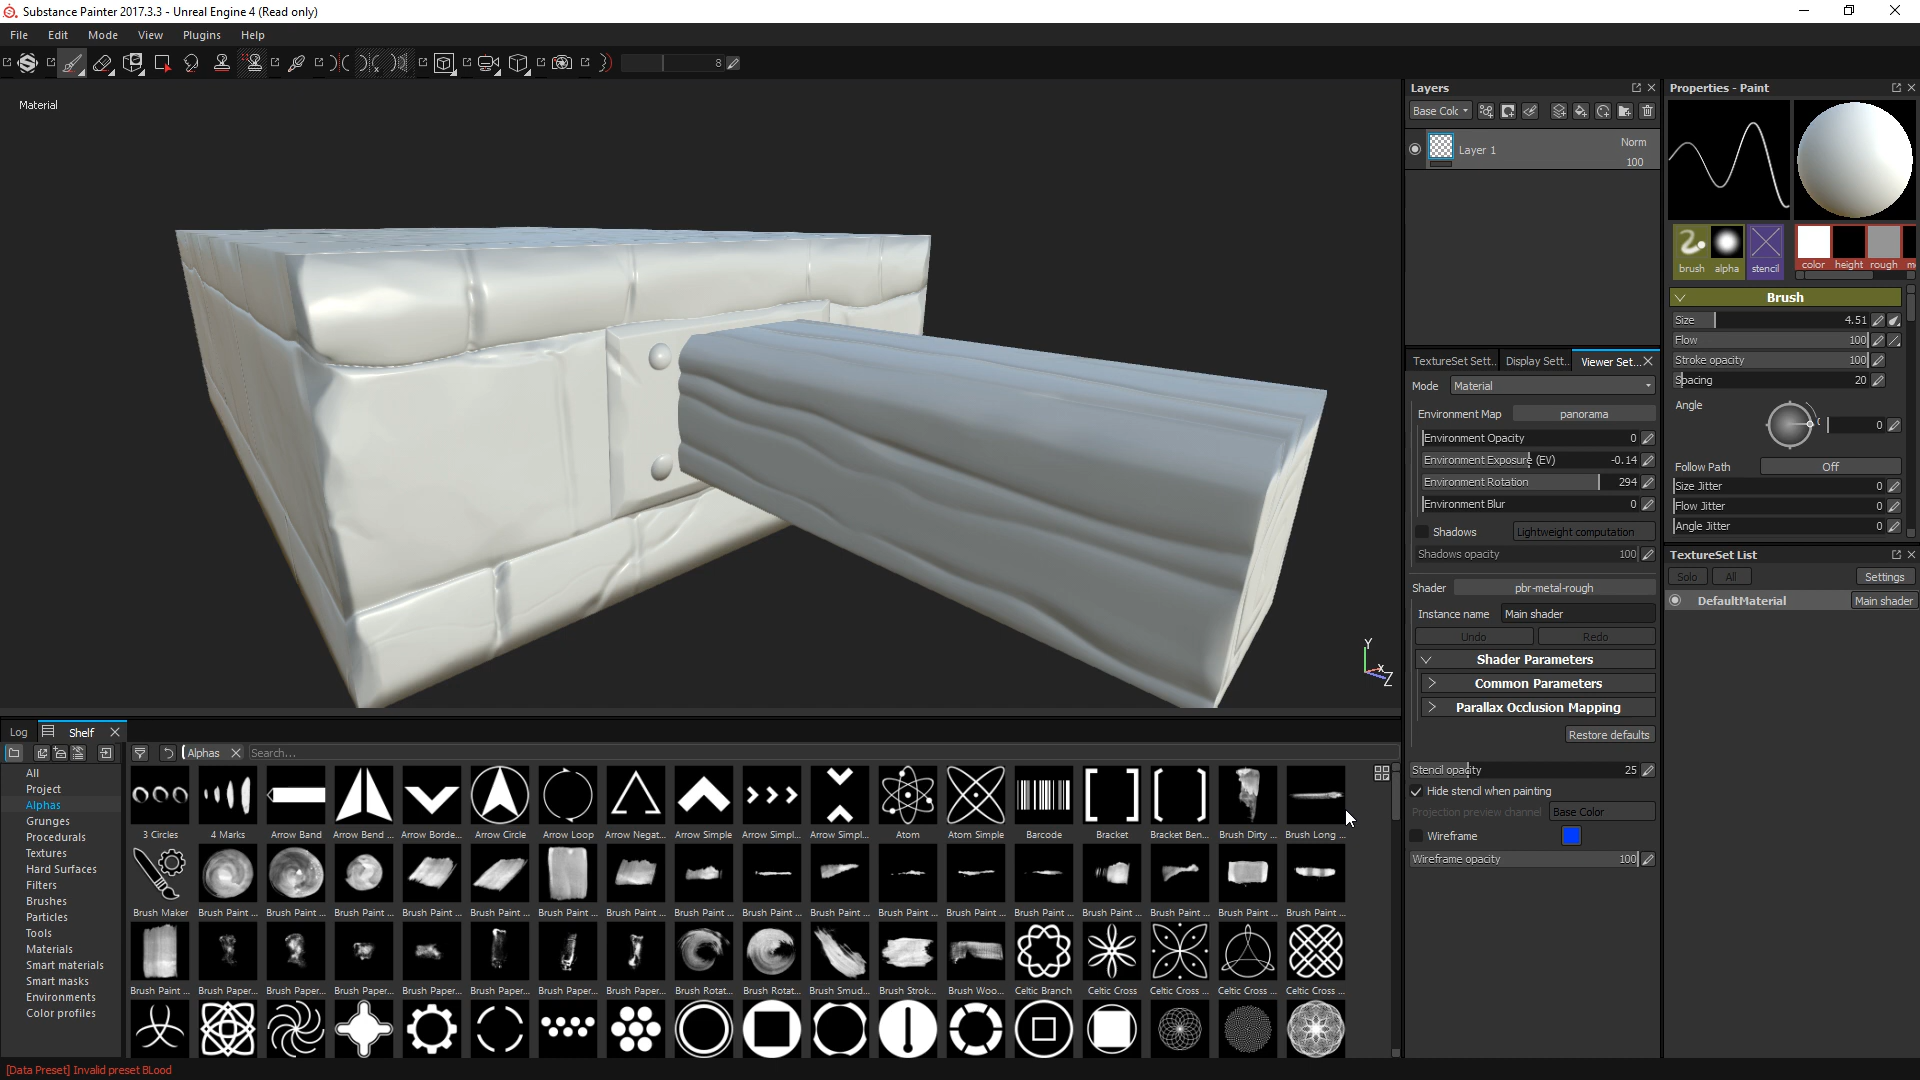 Substance Painter 2017.3.3 - Unreal Engine 4 (Read only)
File Edit Mode View Plugins Help
8
Material
Layers
Base Colc
Layer 1
Norm
100
TextureSet Sett.. Display Sett.. Viewer Set...
Mode Material
Environment Map panorama
Environment Opacity 0
Environment Exposure (EV) -0.14
Environment Rotation 294
Environment Blur 0
Shadows Lightweight computation
Shadows opacity 100
Shader pbr-metal-rough
Instance name Main shader
Undo Redo
Shader Parameters
Common Parameters
Parallax Occlusion Mapping
Restore defaults
Stencil opacity 25
Hide stencil when painting
Projection preview channel Base Color
Wireframe
Wireframe opacity 100
Properties - Paint
brush alpha stencil color height rough m
Brush
Size 4.51
Flow 100
Stroke opacity 100
Spacing 20
Angle 0
Follow Path Off
Size Jitter 0
Flow Jitter 0
Angle Jitter 0
TextureSet List
Solo All Settings
DefaultMaterial Main shader
Y
X
Z
Log Shelf
Alphas Search...
All
Project
Alphas
Grunges
Procedurals
Textures
Hard Surfaces
Filters
Brushes
Particles
Tools
Materials
Smart materials
Smart masks
Environments
Color profiles
3 Circles 4 Marks Arrow Band Arrow Bend ... Arrow Borde... Arrow Circle Arrow Loop Arrow Negat... Arrow Simple Arrow Simpl... Arrow Simpl... Atom Atom Simple Barcode Bracket Bracket Ben... Brush Dirty ... Brush Long ...
Brush Maker Brush Paint ... Brush Paint ... Brush Paint ... Brush Paint ... Brush Paint ... Brush Paint ... Brush Paint ... Brush Paint ... Brush Paint ... Brush Paint ... Brush Paint ... Brush Paint ... Brush Paint ... Brush Paint ... Brush Paint ... Brush Paint ... Brush Paint ...
Brush Paint ... Brush Paper... Brush Paper... Brush Paper... Brush Paper... Brush Paper... Brush Paper... Brush Paper... Brush Rotat... Brush Rotat... Brush Smud... Brush Strok... Brush Woo... Celtic Branch Celtic Cross Celtic Cross ... Celtic Cross ... Celtic Cross ...
[Data Preset] Invalid preset BLood